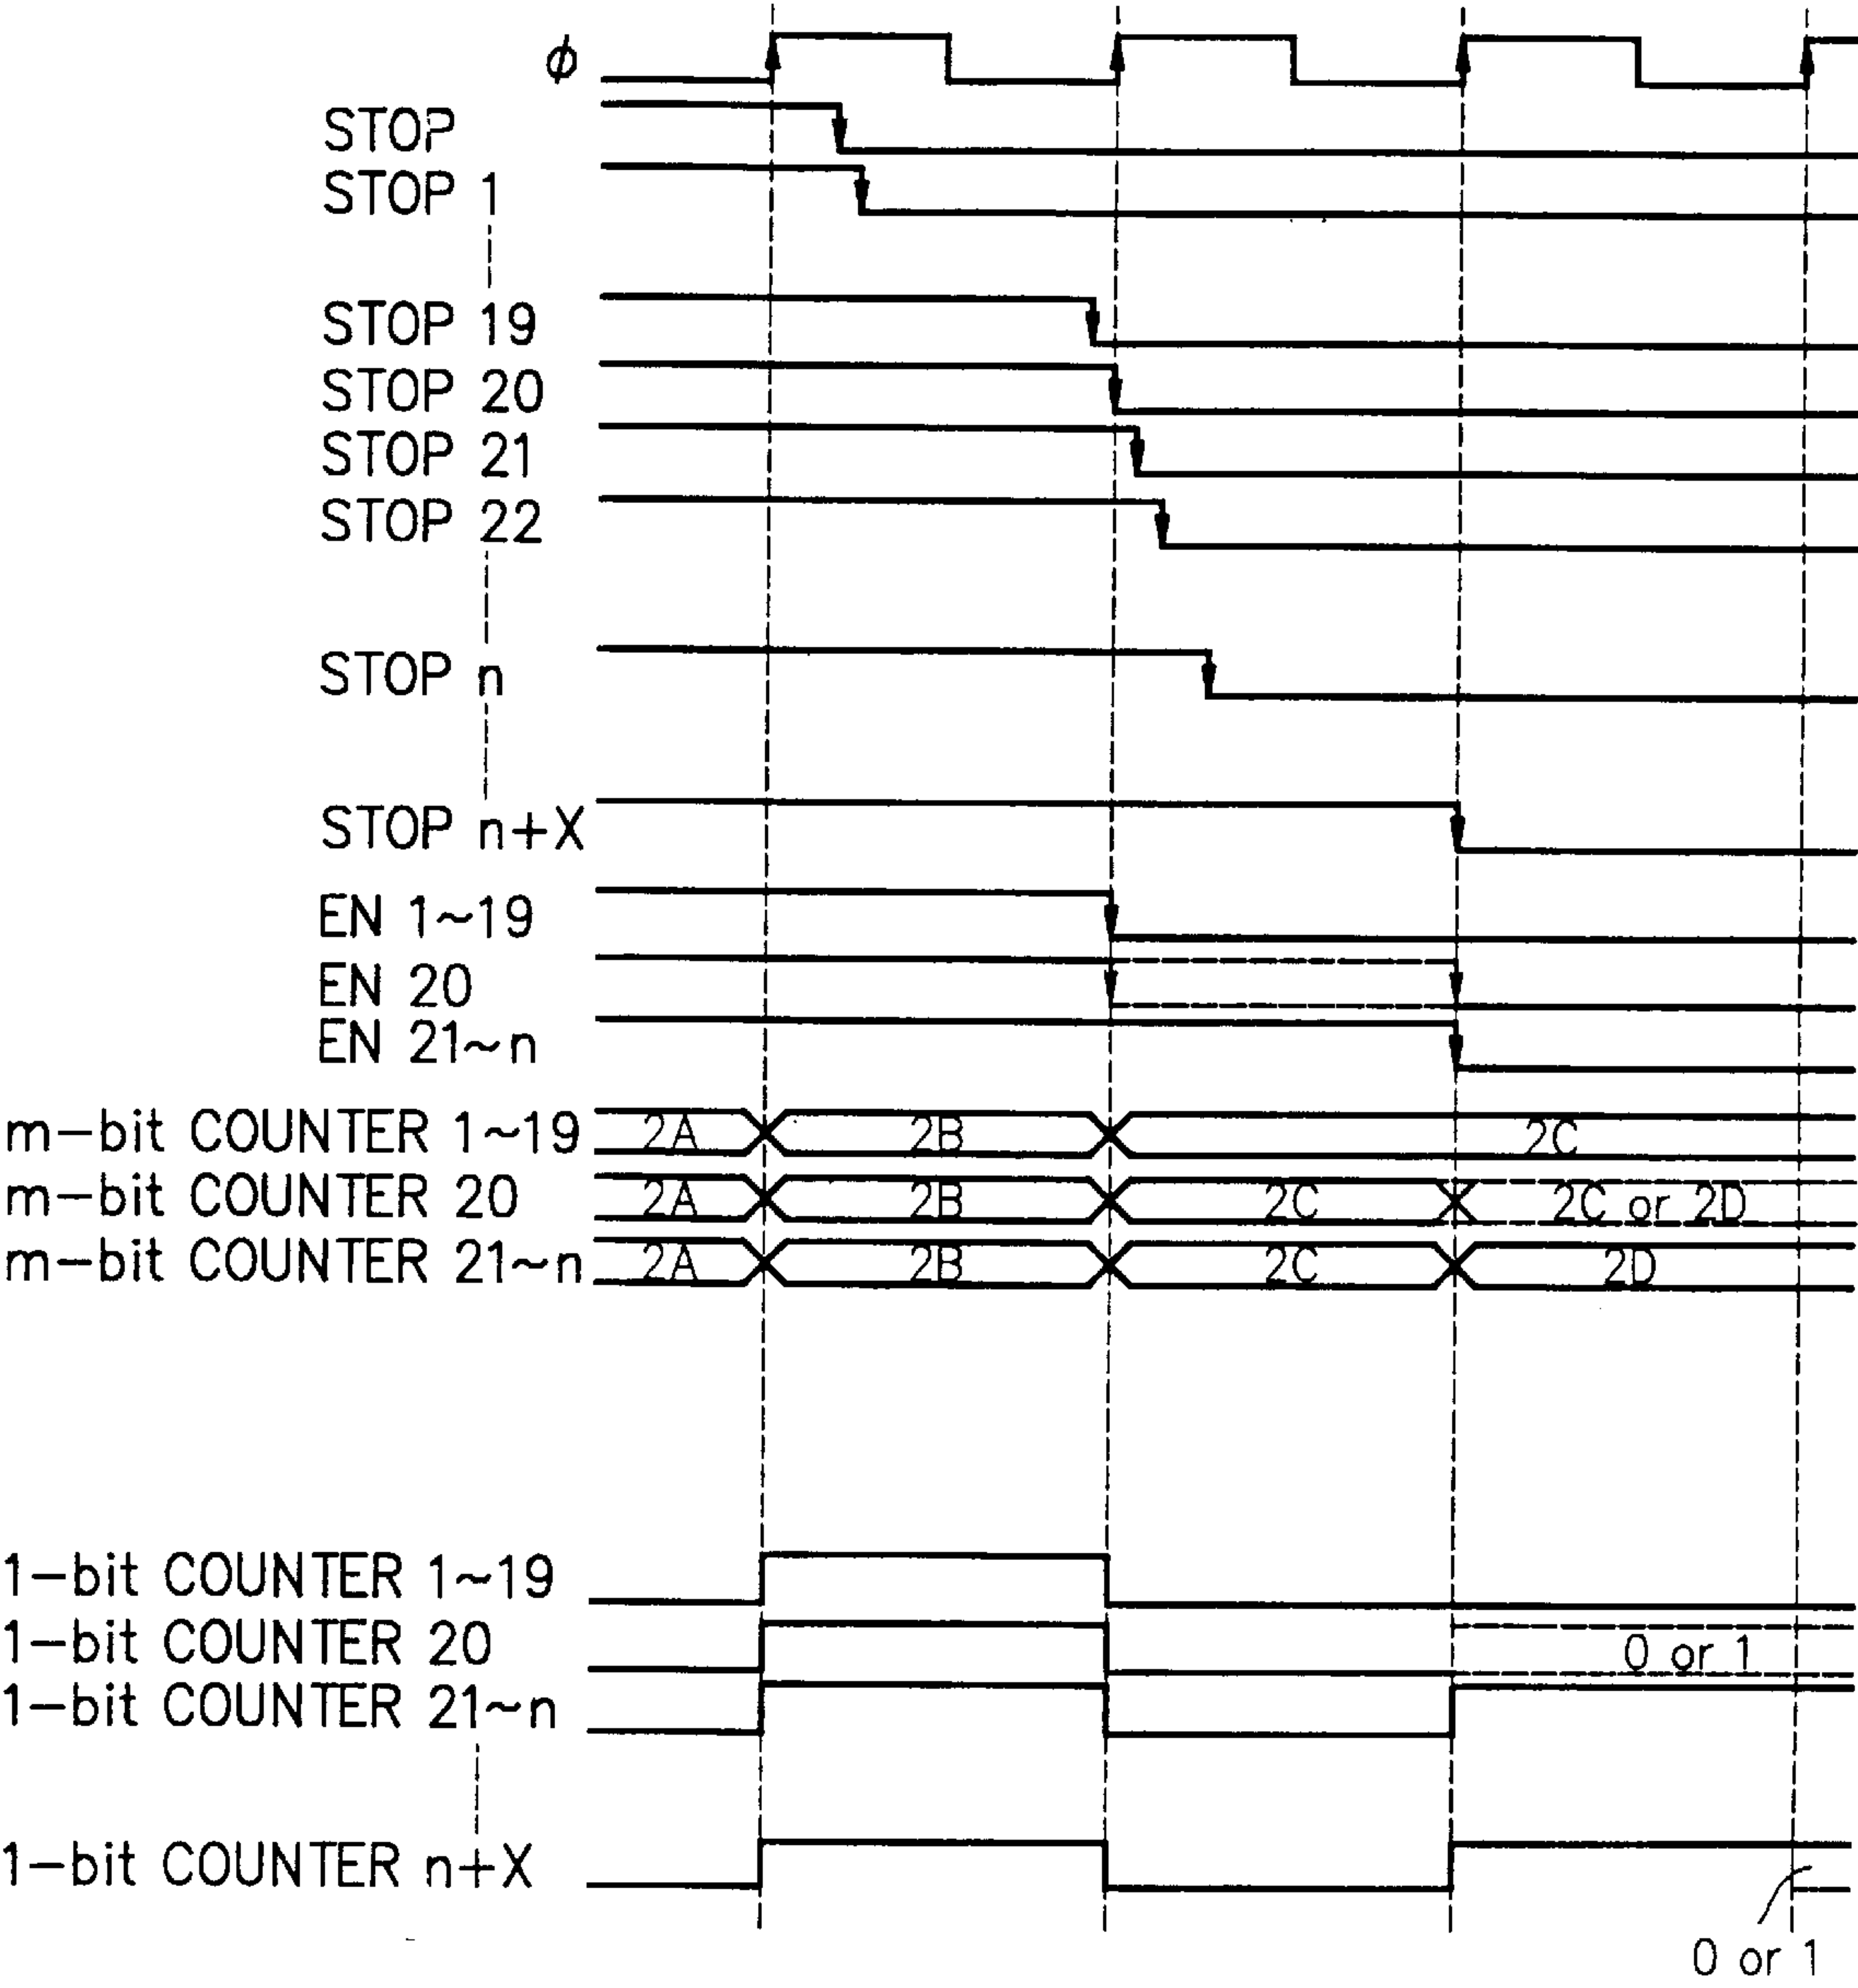 ϕ
STOP
STOP 1
STOP 19
STOP 20
STOP 21
STOP 22
STOP n
STOP n+X
EN 1~19
EN 20
EN 21~n
m-bit COUNTER 1~19 2A 2B 2C
m-bit COUNTER 20 2A 2B 2C 2C or 2D
m-bit COUNTER 21~n 2A 2B 2C 2D
1-bit COUNTER 1~19
1-bit COUNTER 20 0 or 1
1-bit COUNTER 21~n
1-bit COUNTER n+X
0 or 1